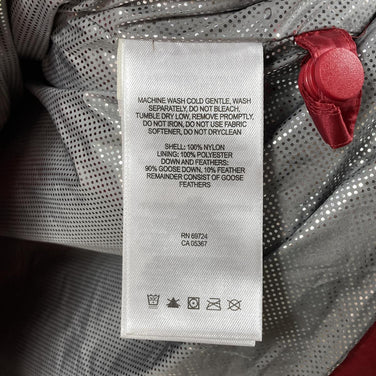 MACHINE WASH COLD GENTLE, WASH
SEPARATELY, DO NOT BLEACH,
TUMBLE DRY LOW, REMOVE PROMPTLY,
DO NOT IRON, DO NOT USE FABRIC
SOFTENER, DO NOT DRYCLEAN
SHELL: 100% NYLON
LINING: 100% POLYESTER
DOWN AND FEATHERS:
90% GOOSE DOWN, 10% FEATHER
REMAINDER CONSIST OF GOOSE
FEATHERS
RN 69724
CA 05367